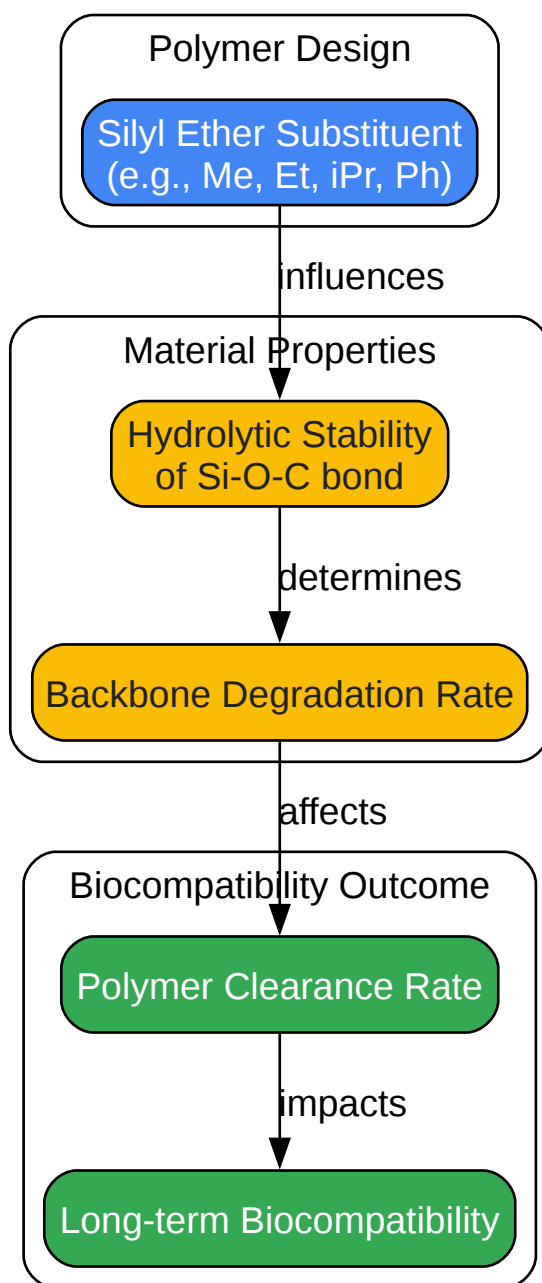 Polymer Design
Silyl Ether Substituent
(e.g., Me, Et, iPr, Ph)
influences
Material Properties
Hydrolytic Stability
of Si-O-C bond
determines
Backbone Degradation Rate
affects
Biocompatibility Outcome
Polymer Clearance Rate
impacts
Long-term Biocompatibility